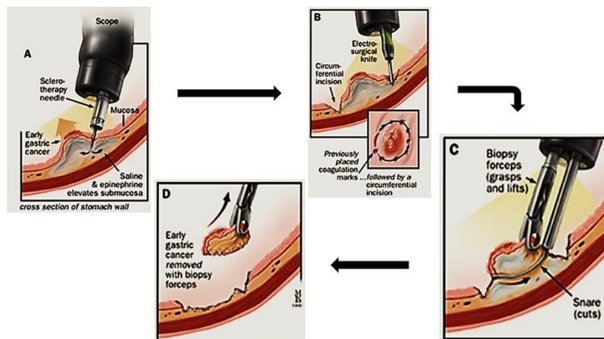 A
Scope
Sclero-
therapy
needle
Mucosa
Early
gastric
cancer
Saline
& epinephrine
elevates submucosa
cross section of stomach wall
B
Electro-
surgical
knife
Circum-
ferential
incision
Previously
placed
coagulation
marks ...followed by a
circumferential
incision
C
Biopsy
forceps
(grasps
and lifts)
Snare
(cuts)
D
Early
gastric
cancer
removed
with biopsy
forceps